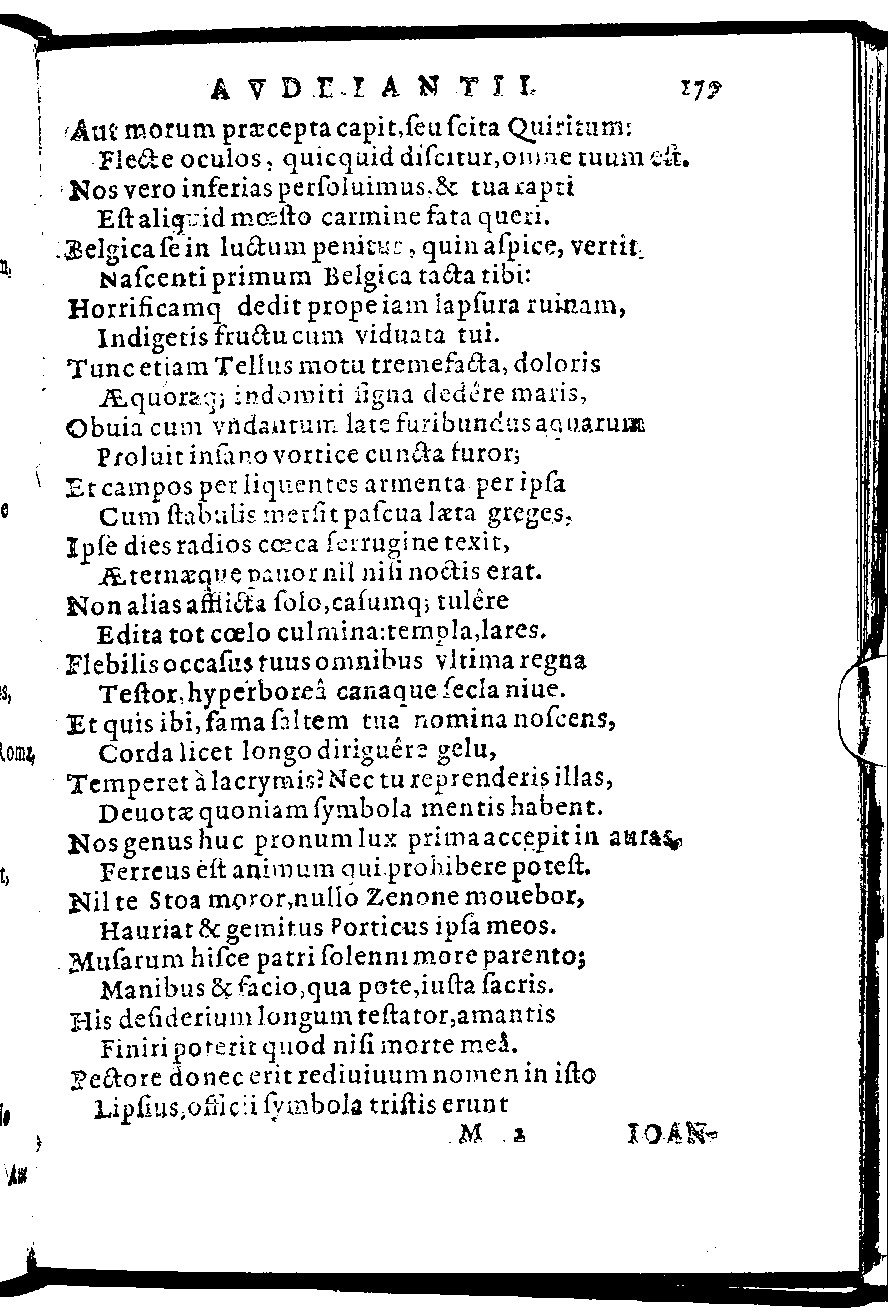 AVDEIANTII. 179
Aut morum præcepta capit, ſeu ſcita Quiritum:
Flecte oculos, quicquid diſcitur, omne tuum eſt.
Nos vero inferias perſoluimus, & tua rapti
Eſt aliquid mœſto carmine fata queri.
Belgica ſe in luctum penitus, quin aſpice, vertit,
Naſcenti primum Belgica tacta tibi:
Horrificamq dedit prope iam lapſura ruinam,
Indigetis fructu cum viduata tui.
Tunc etiam Tellus motu tremefacta, doloris
Æquoraq; indomiti ſigna dedêre maris,
Obuia cum vndantum late furibundus aquarum
Proluit inſano vortice cuncta furor;
Et campos per liquentes armenta per ipſa
Cum ſtabulis merſit paſcua læta greges,
Ipſe dies radios cœca ferrugine texit,
Æternæque pauor nil niſi noctis erat.
Non alias afflicta ſolo, caſumq; tulêre
Edita tot cœlo culmina: templa, lares.
Flebilis occaſus tuus omnibus vltima regna
Teſtor, hyperboreâ canaque ſecla niue.
Et quis ibi, fama ſaltem tua nomina noſcens,
Corda licet longo diriguêre gelu,
Temperet à lacrymis? Nec tu reprenderis illas,
Deuotæ quoniam ſymbola mentis habent.
Nos genus huc pronum lux prima accepit in auras,
Ferreus eſt animum qui prohibere poteſt.
Nil te Stoa moror, nullo Zenone mouebor,
Hauriat & gemitus Porticus ipſa meos.
Muſarum hiſce patri ſolenni more parento;
Manibus & facio, qua pote, iuſta ſacris.
His deſiderium longum teſtator, amantis
Finiri poterit quod niſi morte meâ.
Pectore donec erit rediuiuum nomen in iſto
Lipſius, officii ſymbola triſtis erunt
M 2 IOAN-